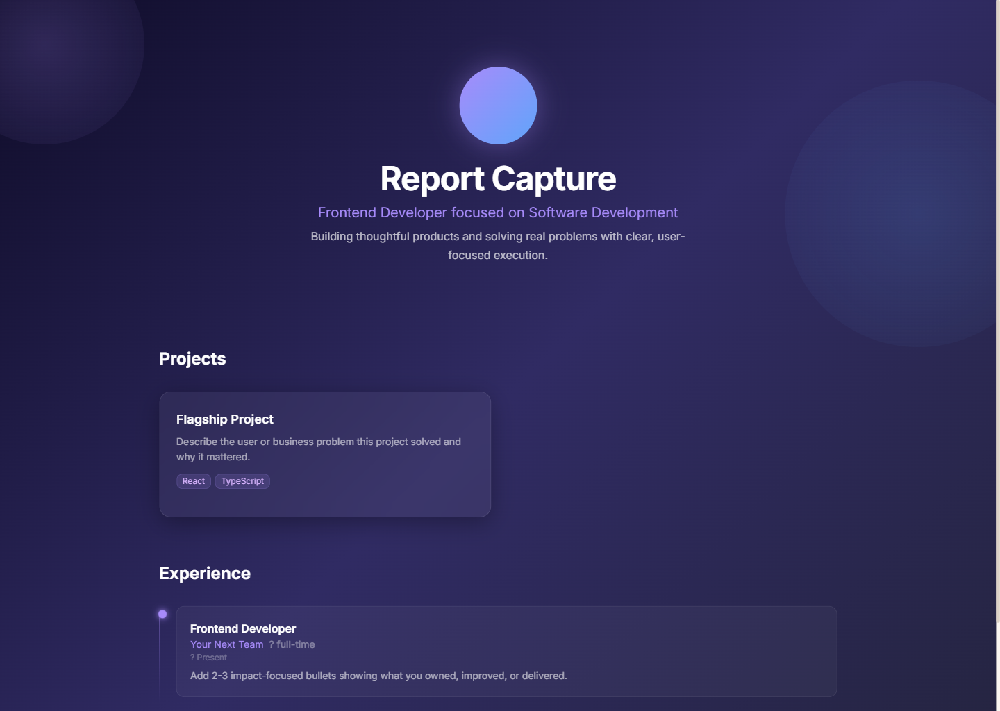 Report Capture
Frontend Developer focused on Software Development
Building thoughtful products and solving real problems with clear, user-
focused execution.
Projects
Flagship Project
Describe the user or business problem this project solved and
why it mattered.
React TypeScript
Experience
Frontend Developer
Your Next Team ? full-time
? Present
Add 2-3 impact-focused bullets showing what you owned, improved, or delivered.